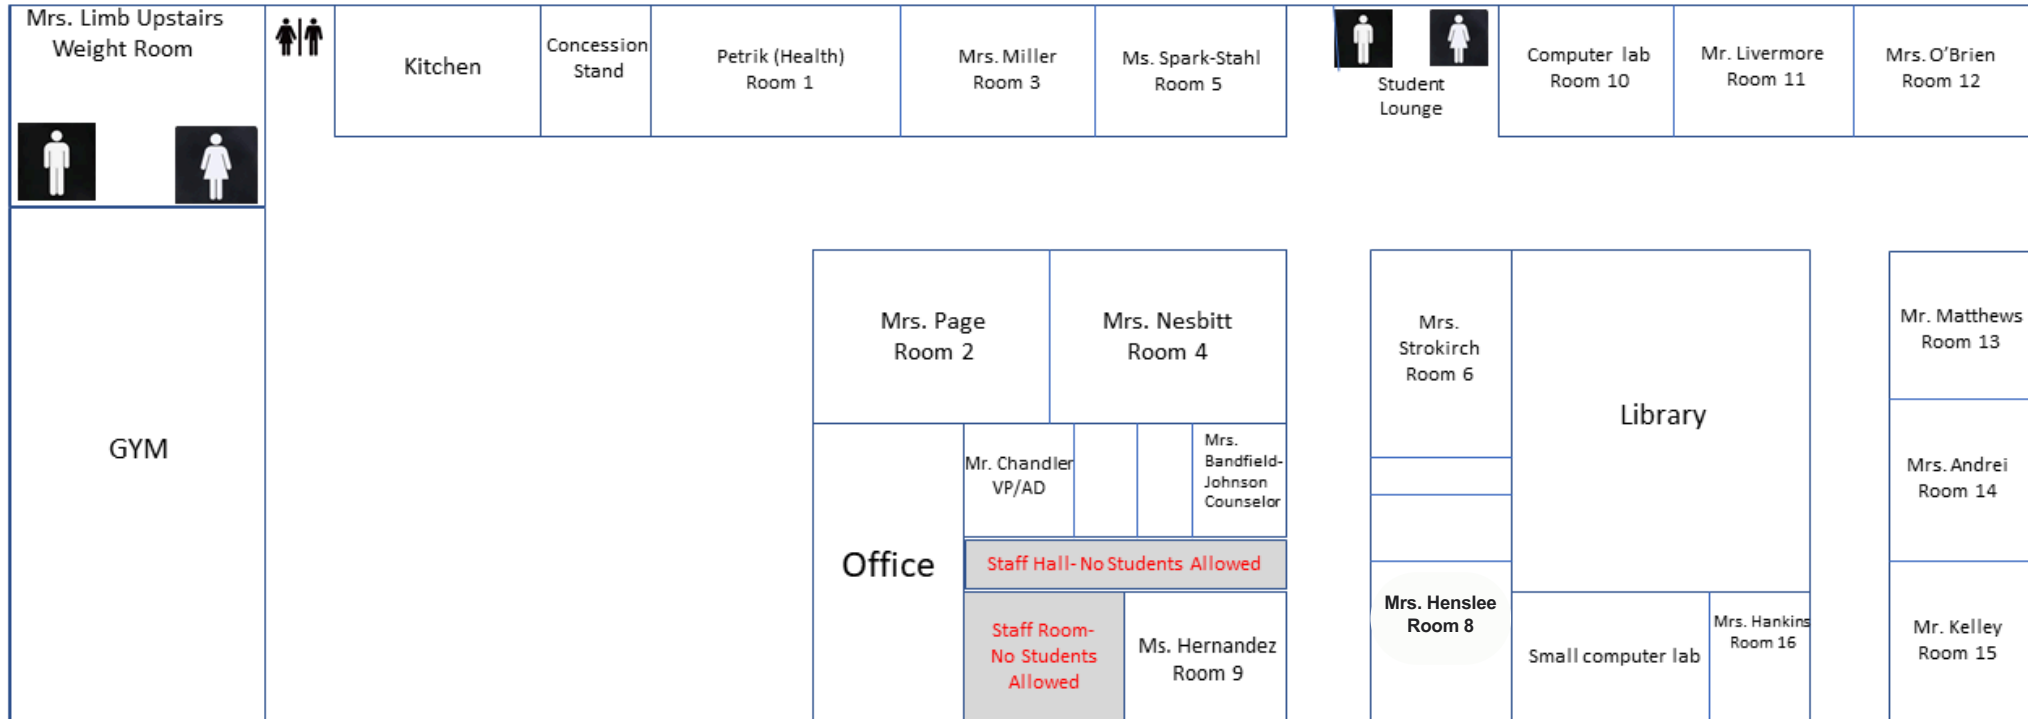 Mrs. Limb Upstairs
Weight Room
Kitchen
Concession
Stand
Petrik (Health)
Room 1
Mrs. Miller
Room 3
Ms. Spark-Stahl
Room 5
Student
Lounge
Computer lab
Room 10
Mr. Livermore
Room 11
Mrs. O’Brien
Room 12
GYM
Mrs. Page
Room 2
Mrs. Nesbitt
Room 4
Mrs.
Strokirch
Room 6
Library
Mr. Matthews
Room 13
Office
Mr. Chandler
VP/AD
Mrs.
Bandfield-
Johnson
Counselor
Mrs. Andrei
Room 14
Staff Hall- No Students Allowed
Staff Room-
No Students
Allowed
Ms. Hernandez
Room 9
Mrs. Henslee
Room 8
Small computer lab
Mrs. Hankins
Room 16
Mr. Kelley
Room 15